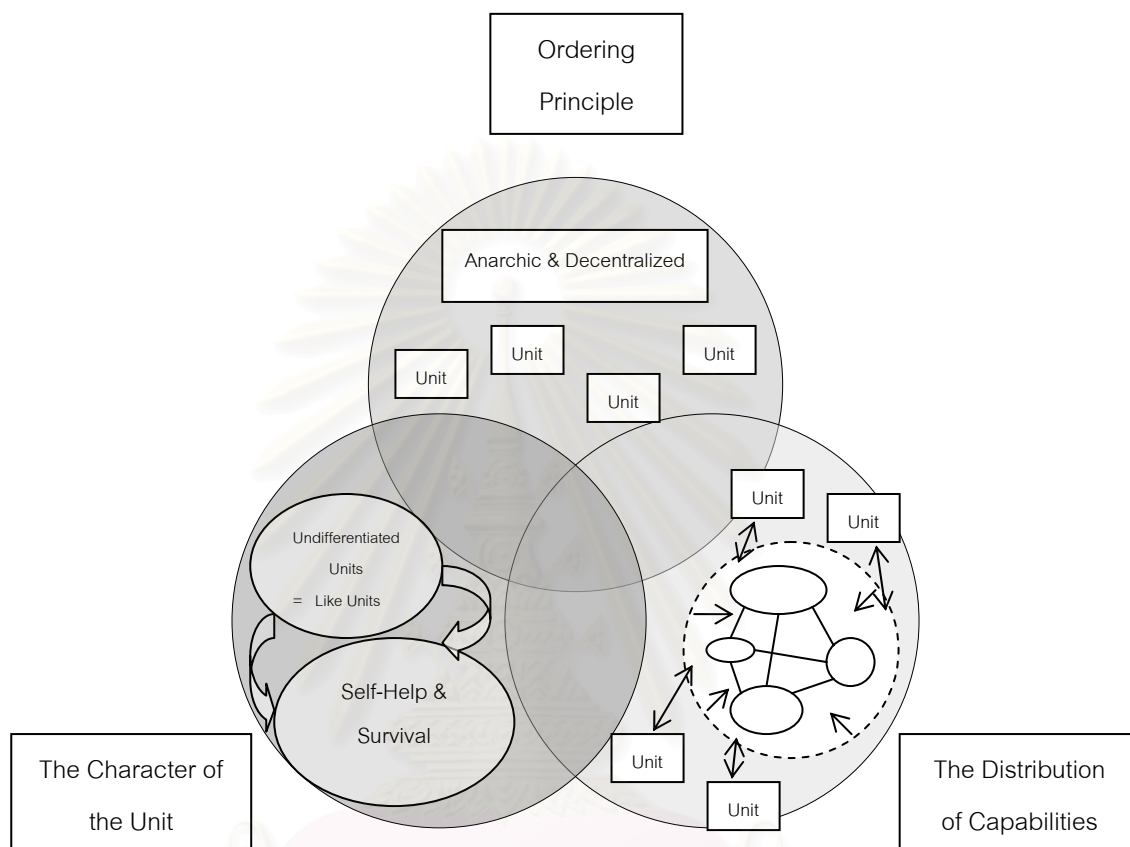 Ordering
Principle
Anarchic & Decentralized
Unit
Unit
Unit
Unit
Unit
Unit
Undifferentiated
Units
= Like Units
Self-Help &
Survival
Unit
Unit
The Character of
the Unit
The Distribution
of Capabilities